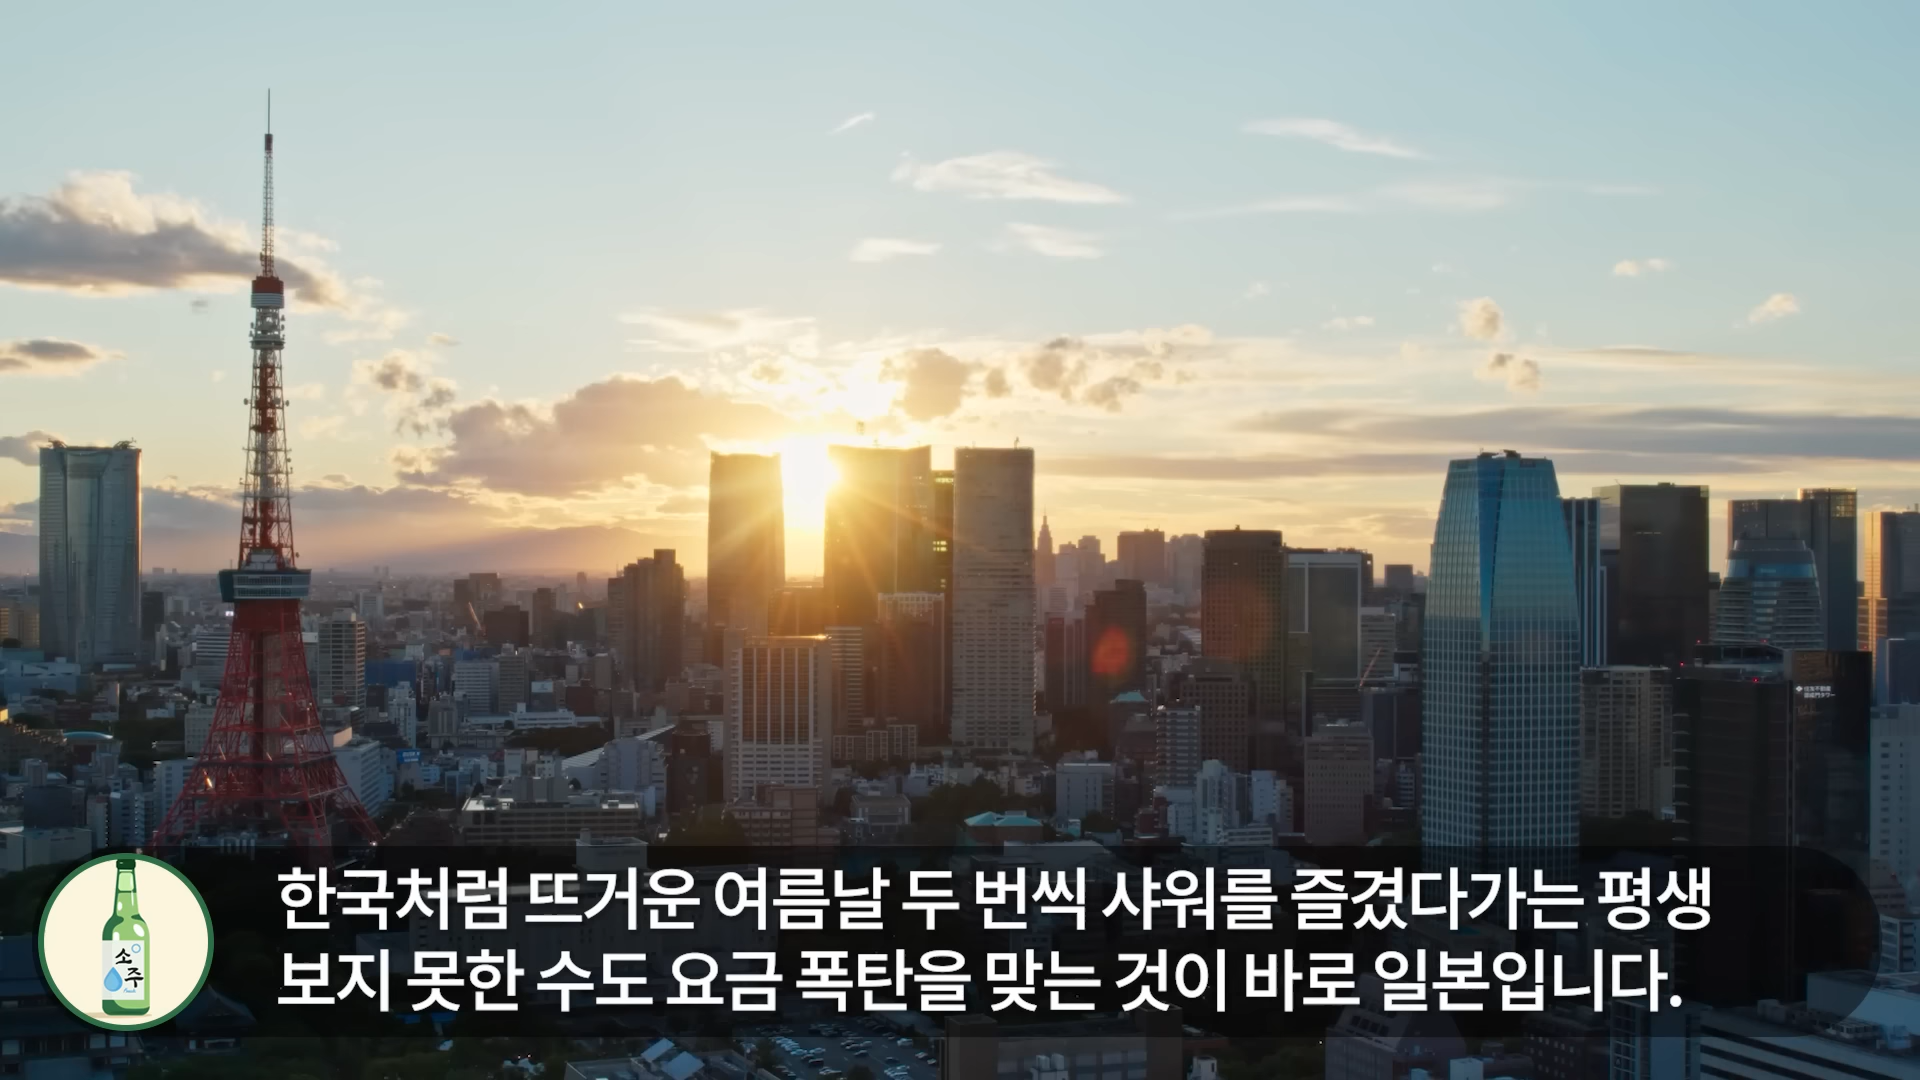 한국처럼 뜨거운 여름날 두 번씩 샤워를 즐겼다가는 평생
보지 못한 수도 요금 폭탄을 맞는 것이 바로 일본입니다.
소주